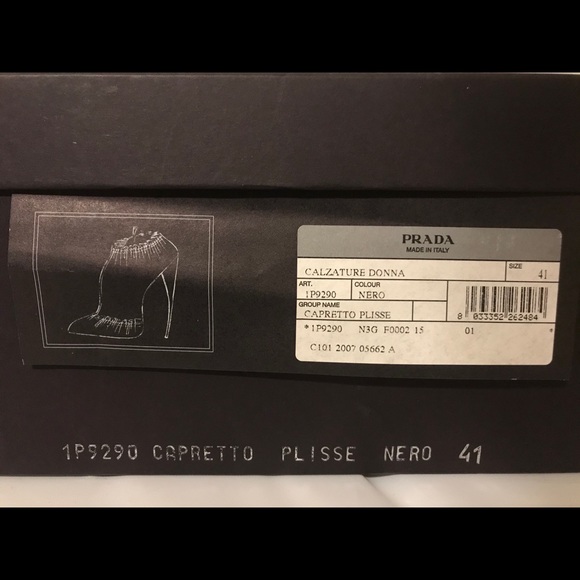 PRADA
MADE IN ITALY
CALZATURE DONNA
SIZE
41
ART.
1P9290
COLOUR
NERO
GROUP NAME
CAPRETTO PLISSE
8 033352 262484
*1P9290 N3G F0002 15 01 *
C101 2007 05662 A
1P9290 CAPRETTO PLISSE NERO 41